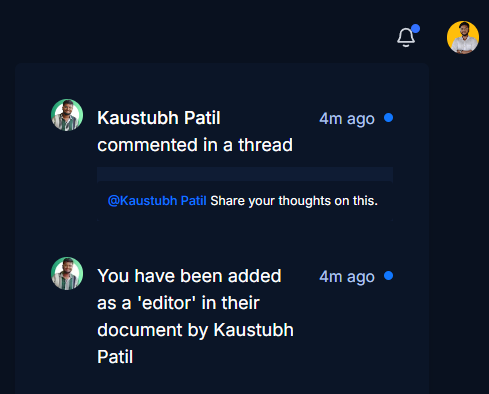 Kaustubh Patil
commented in a thread
4m ago
@Kaustubh Patil Share your thoughts on this.
You have been added
as a 'editor' in their
document by Kaustubh
Patil
4m ago